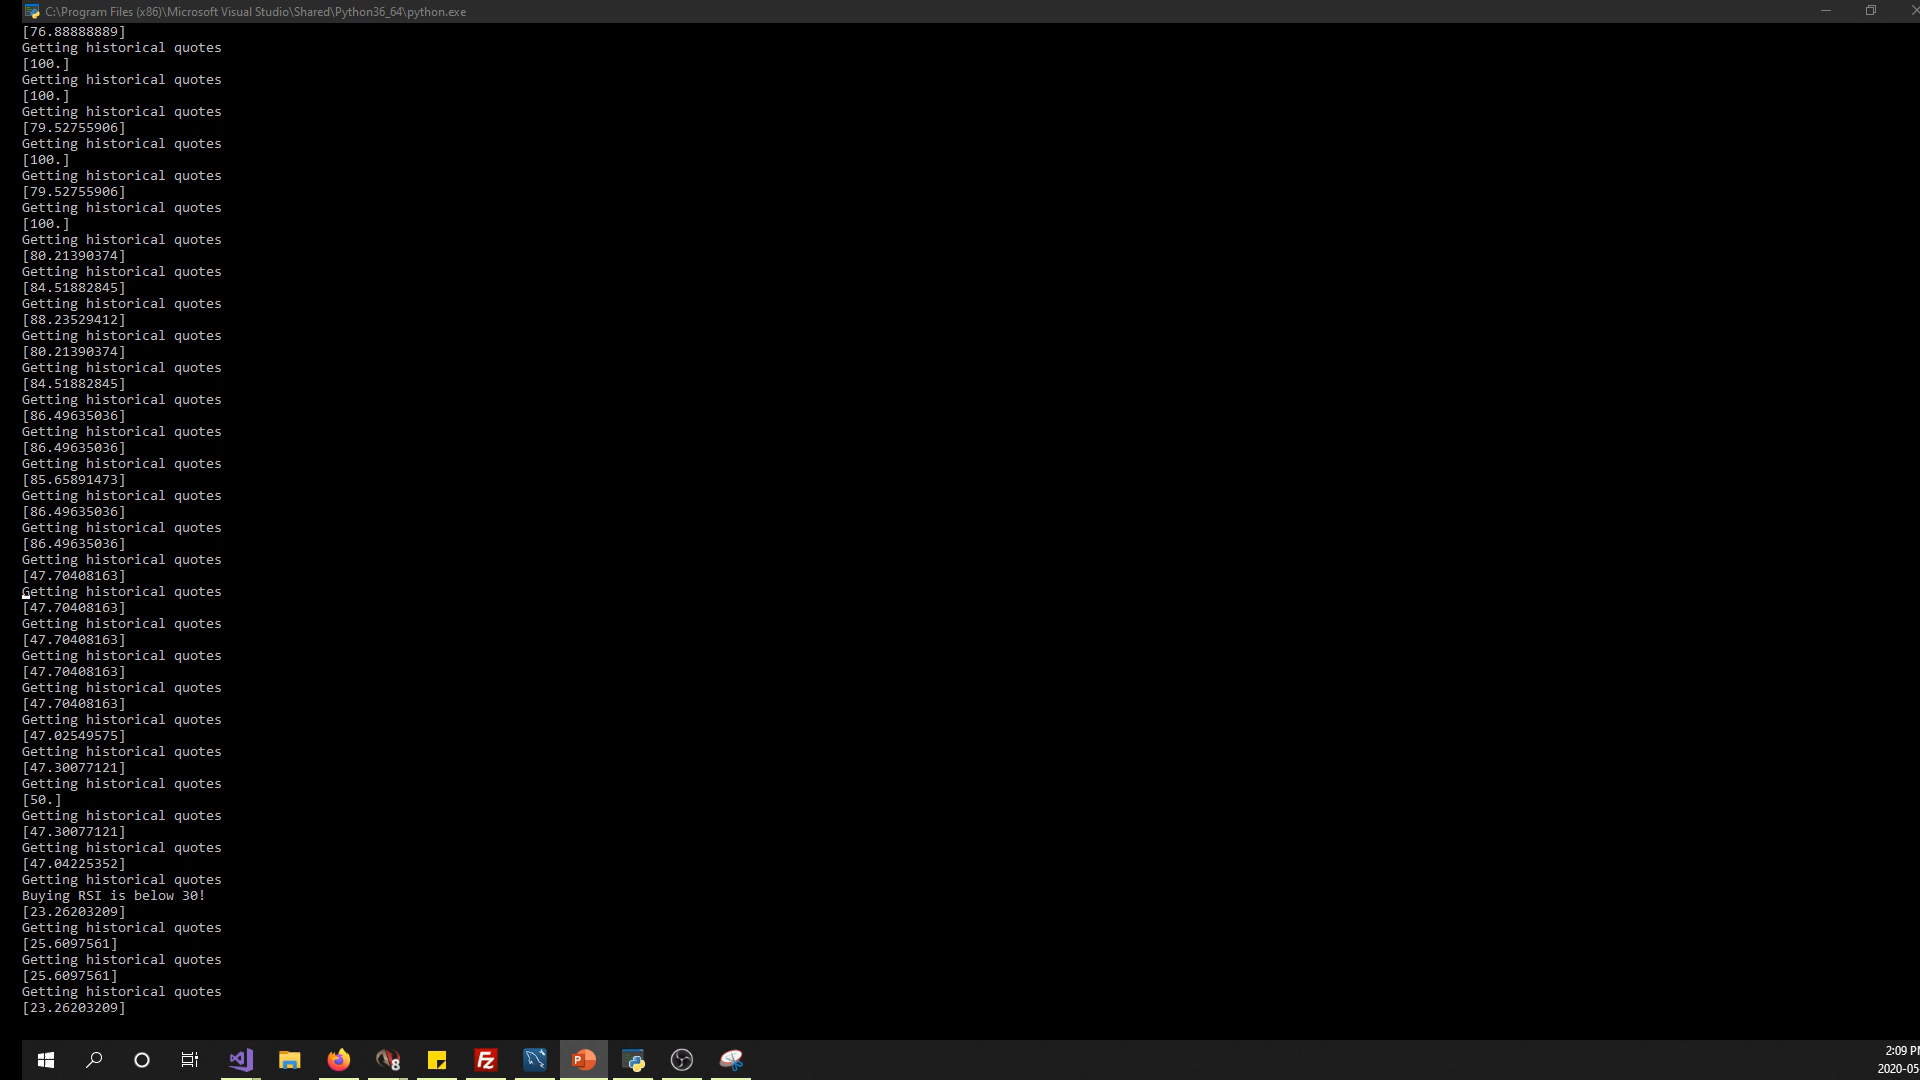 C:\Program Files (x86)\Microsoft Visual Studio\Shared\Python36_64\python.exe
[76.88888889]
Getting historical quotes
[100.]
Getting historical quotes
[100.]
Getting historical quotes
[79.52755906]
Getting historical quotes
[100.]
Getting historical quotes
[79.52755906]
Getting historical quotes
[100.]
Getting historical quotes
[80.21390374]
Getting historical quotes
[84.51882845]
Getting historical quotes
[88.23529412]
Getting historical quotes
[80.21390374]
Getting historical quotes
[84.51882845]
Getting historical quotes
[86.49635036]
Getting historical quotes
[86.49635036]
Getting historical quotes
[85.65891473]
Getting historical quotes
[86.49635036]
Getting historical quotes
[86.49635036]
Getting historical quotes
[47.70408163]
Getting historical quotes
[47.70408163]
Getting historical quotes
[47.70408163]
Getting historical quotes
[47.70408163]
Getting historical quotes
[47.70408163]
Getting historical quotes
[47.02549575]
Getting historical quotes
[47.30077121]
Getting historical quotes
[50.]
Getting historical quotes
[47.30077121]
Getting historical quotes
[47.04225352]
Getting historical quotes
Buying RSI is below 30!
[23.26203209]
Getting historical quotes
[25.6097561]
Getting historical quotes
[25.6097561]
Getting historical quotes
[23.26203209]
8
Fz
P
2:09 P
2020-05